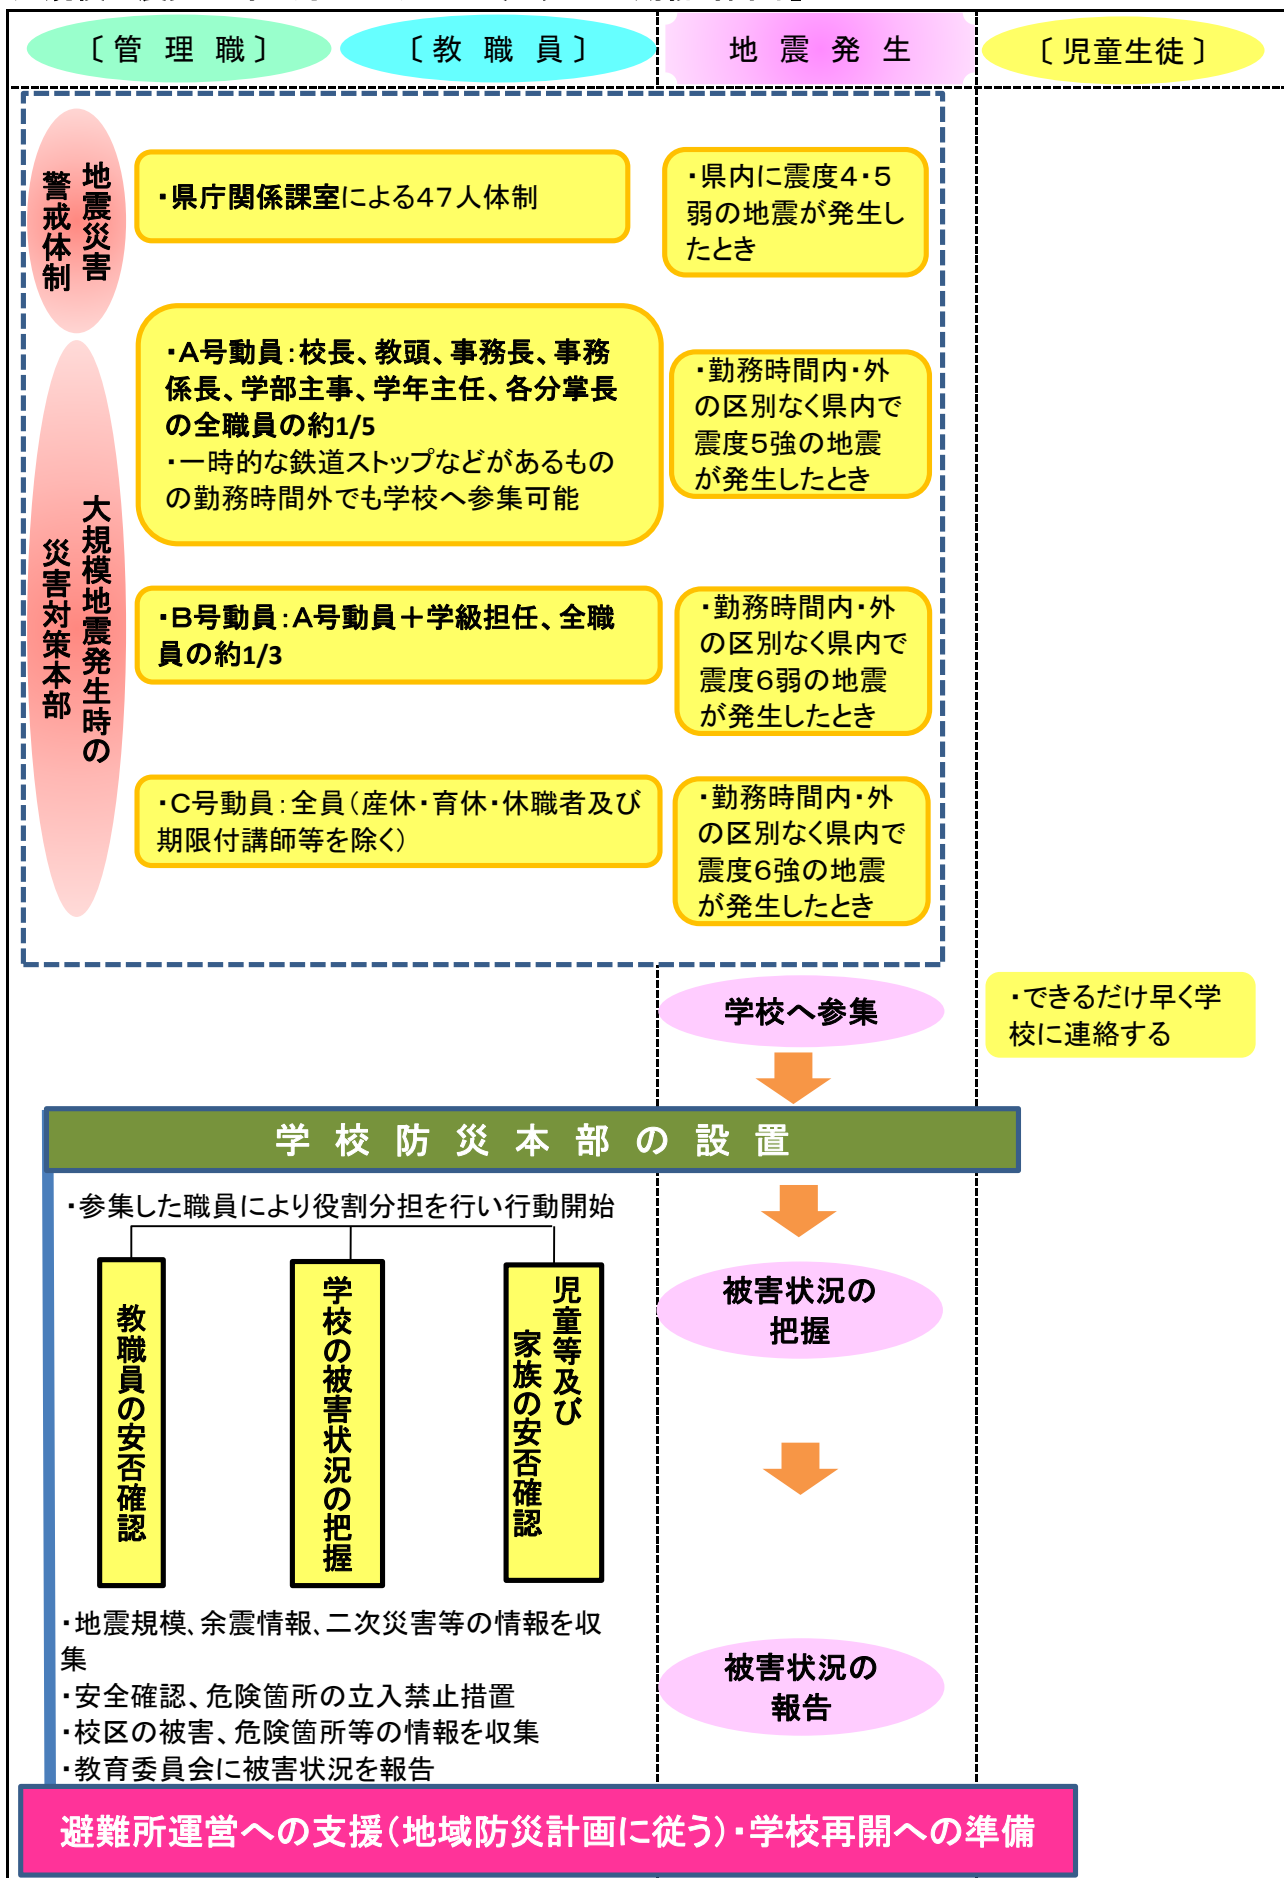 〔管理職〕
〔教職員〕
地震発生
〔児童生徒〕
地震災害
警戒体制
・県庁関係課室による47人体制
・県内に震度4・5
弱の地震が発生し
たとき
大規模地震発生時の
災害対策本部
・A号動員：校長、教頭、事務長、事務
係長、学部主事、学年主任、各分掌長
の全職員の約1/5
・一時的な鉄道ストップなどがあるもの
の勤務時間外でも学校へ参集可能
・勤務時間内・外
の区別なく県内で
震度5強の地震
が発生したとき
・B号動員：A号動員＋学級担任、全職
員の約1/3
・勤務時間内・外
の区別なく県内で
震度6弱の地震
が発生したとき
・C号動員：全員（産休・育休・休職者及び
期限付講師等を除く）
・勤務時間内・外
の区別なく県内で
震度6強の地震
が発生したとき
学校へ参集
・できるだけ早く学
校に連絡する
学校防災本部の設置
・参集した職員により役割分担を行い行動開始
教職員の安否確認
学校の被害状況の把握
児童等及び
家族の安否確認
被害状況の
把握
・地震規模、余震情報、二次災害等の情報を収
集
・安全確認、危険箇所の立入禁止措置
・校区の被害、危険箇所等の情報を収集
・教育委員会に被害状況を報告
被害状況の
報告
避難所運営への支援（地域防災計画に従う）・学校再開への準備